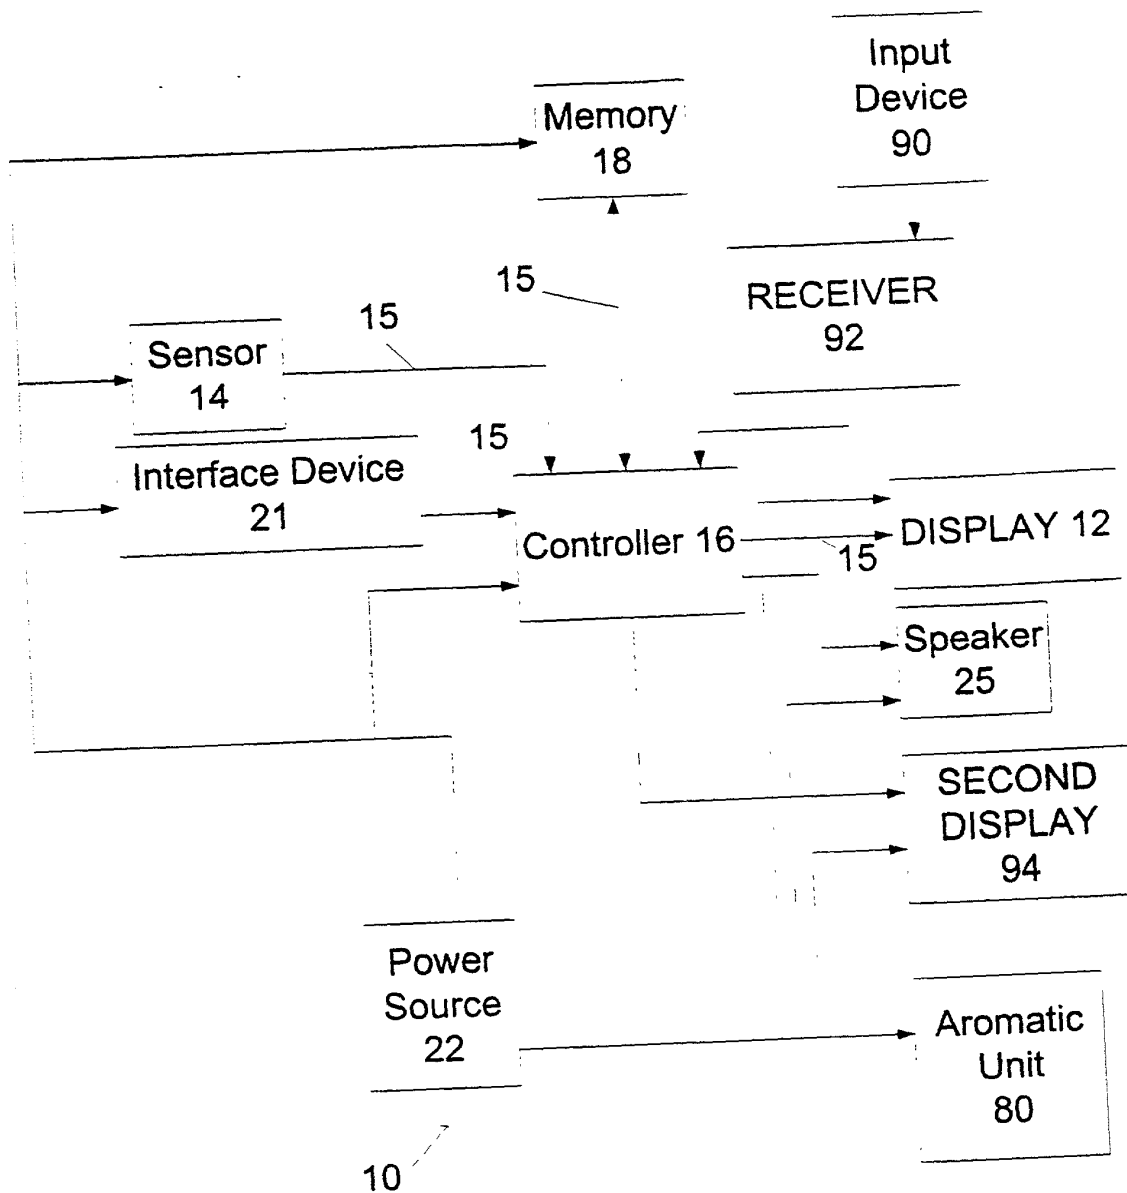 Input
Device
90
Memory
18
15
RECEIVER
92
15
Sensor
14
15
Interface Device
21
Controller 16
15
DISPLAY 12
Speaker
25
SECOND
DISPLAY
94
Power
Source
22
Aromatic
Unit
80
10